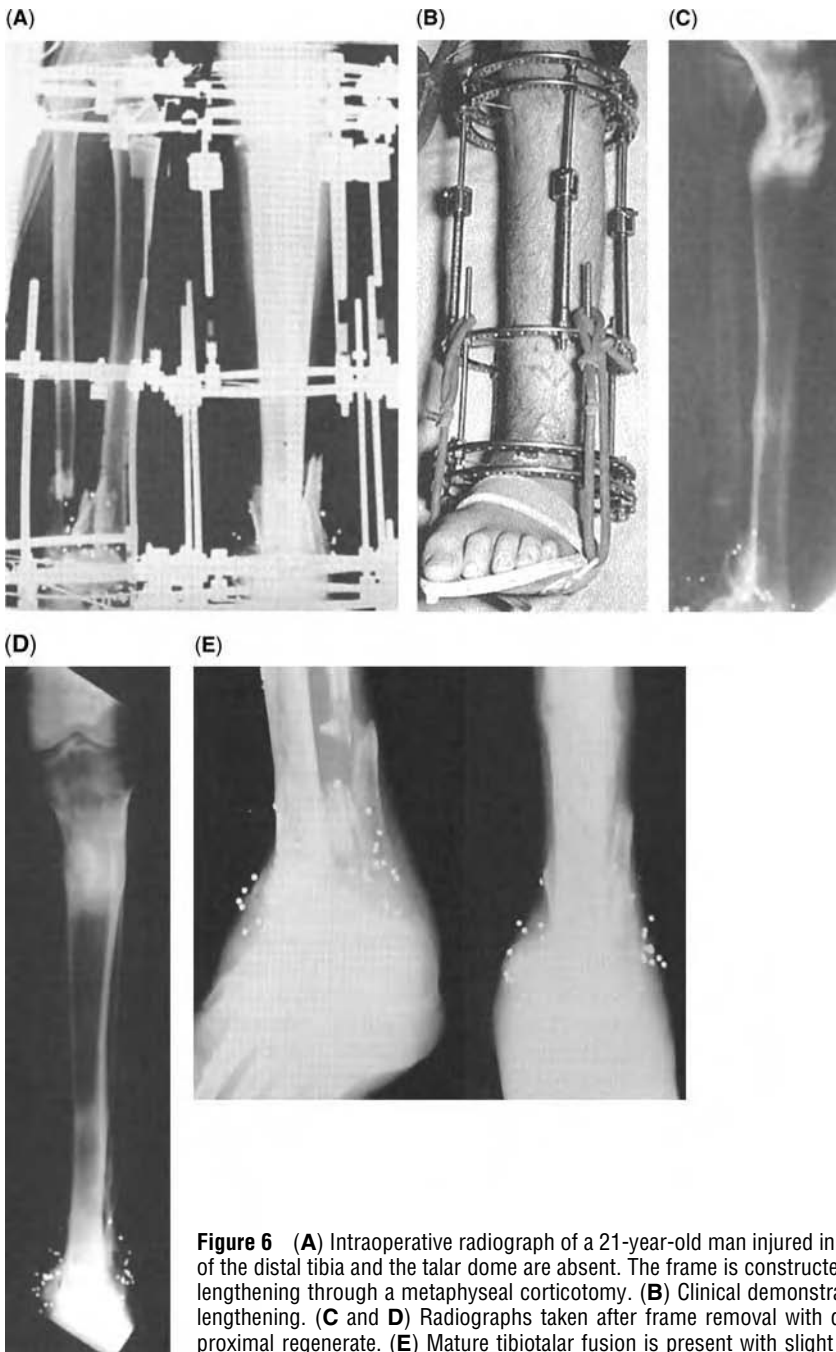 (A)
(B)
(C)
(D)
(E)
Figure 6 (A) Intraoperative radiograph of a 21-year-old man injured in
of the distal tibia and the talar dome are absent. The frame is constructe
lengthening through a metaphyseal corticotomy. (B) Clinical demonstra
lengthening. (C and D) Radiographs taken after frame removal with c
proximal regenerate. (E) Mature tibiotalar fusion is present with slight